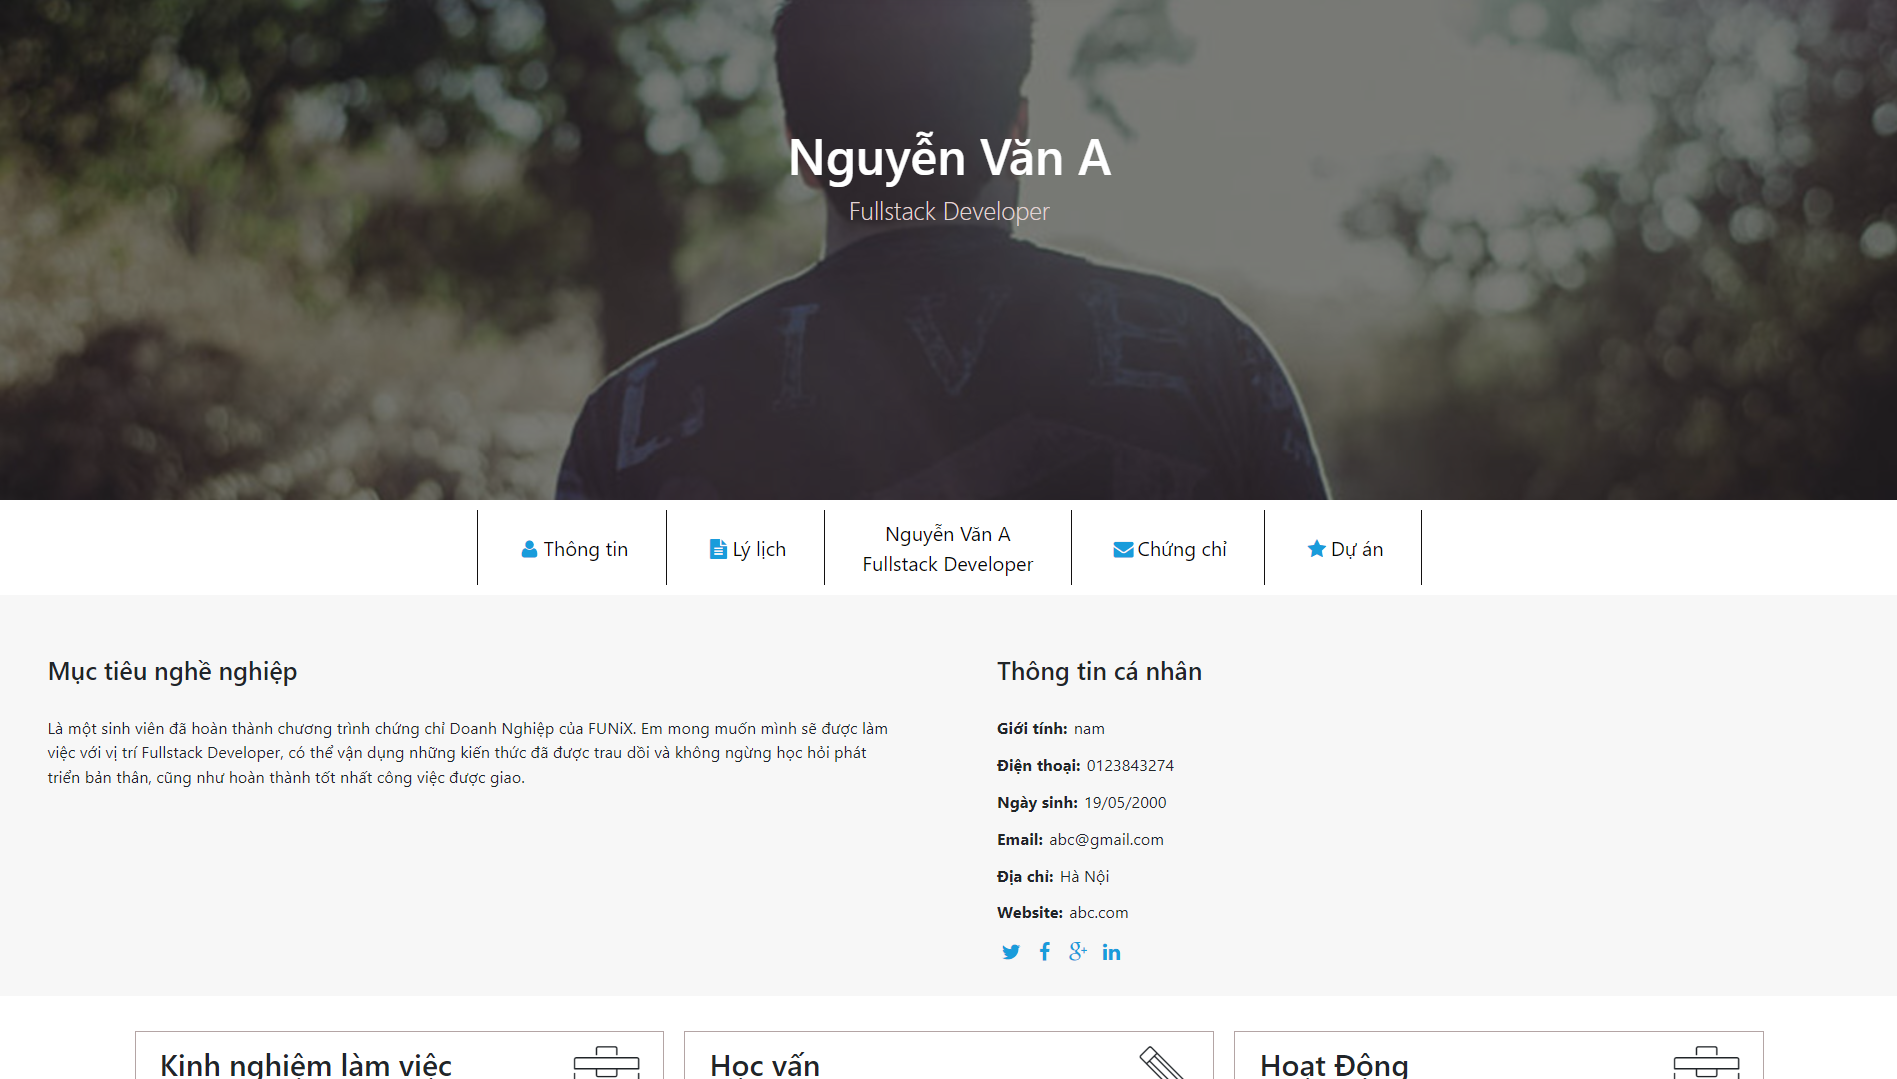 Nguyễn Văn A
Fullstack Developer
LIVE
Thông tin
Lý lịch
Nguyễn Văn A
Fullstack Developer
Chứng chỉ
Dự án
Mục tiêu nghề nghiệp
Là một sinh viên đã hoàn thành chương trình chứng chỉ Doanh Nghiệp của FUNiX. Em mong muốn mình sẽ được làm
việc với vị trí Fullstack Developer, có thể vận dụng những kiến thức đã được trau dồi và không ngừng học hỏi phát
triển bản thân, cũng như hoàn thành tốt nhất công việc được giao.
Thông tin cá nhân
Giới tính: nam
Điện thoại: 0123843274
Ngày sinh: 19/05/2000
Email: abc@gmail.com
Địa chỉ: Hà Nội
Website: abc.com
Kinh nghiệm làm việc
Học vấn
Hoạt Động